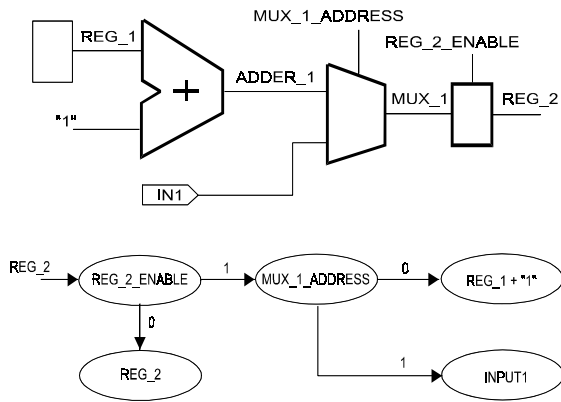 MUX_1_ADDRESS
REG_1
REG_2_ENABLE
+
ADDER_1
MUX_1
REG_2
"1"
IN1
REG_2
REG_2_ENABLE
1
MUX_1_ADDRESS
0
REG_1 + "1"
0
REG_2
1
INPUT1